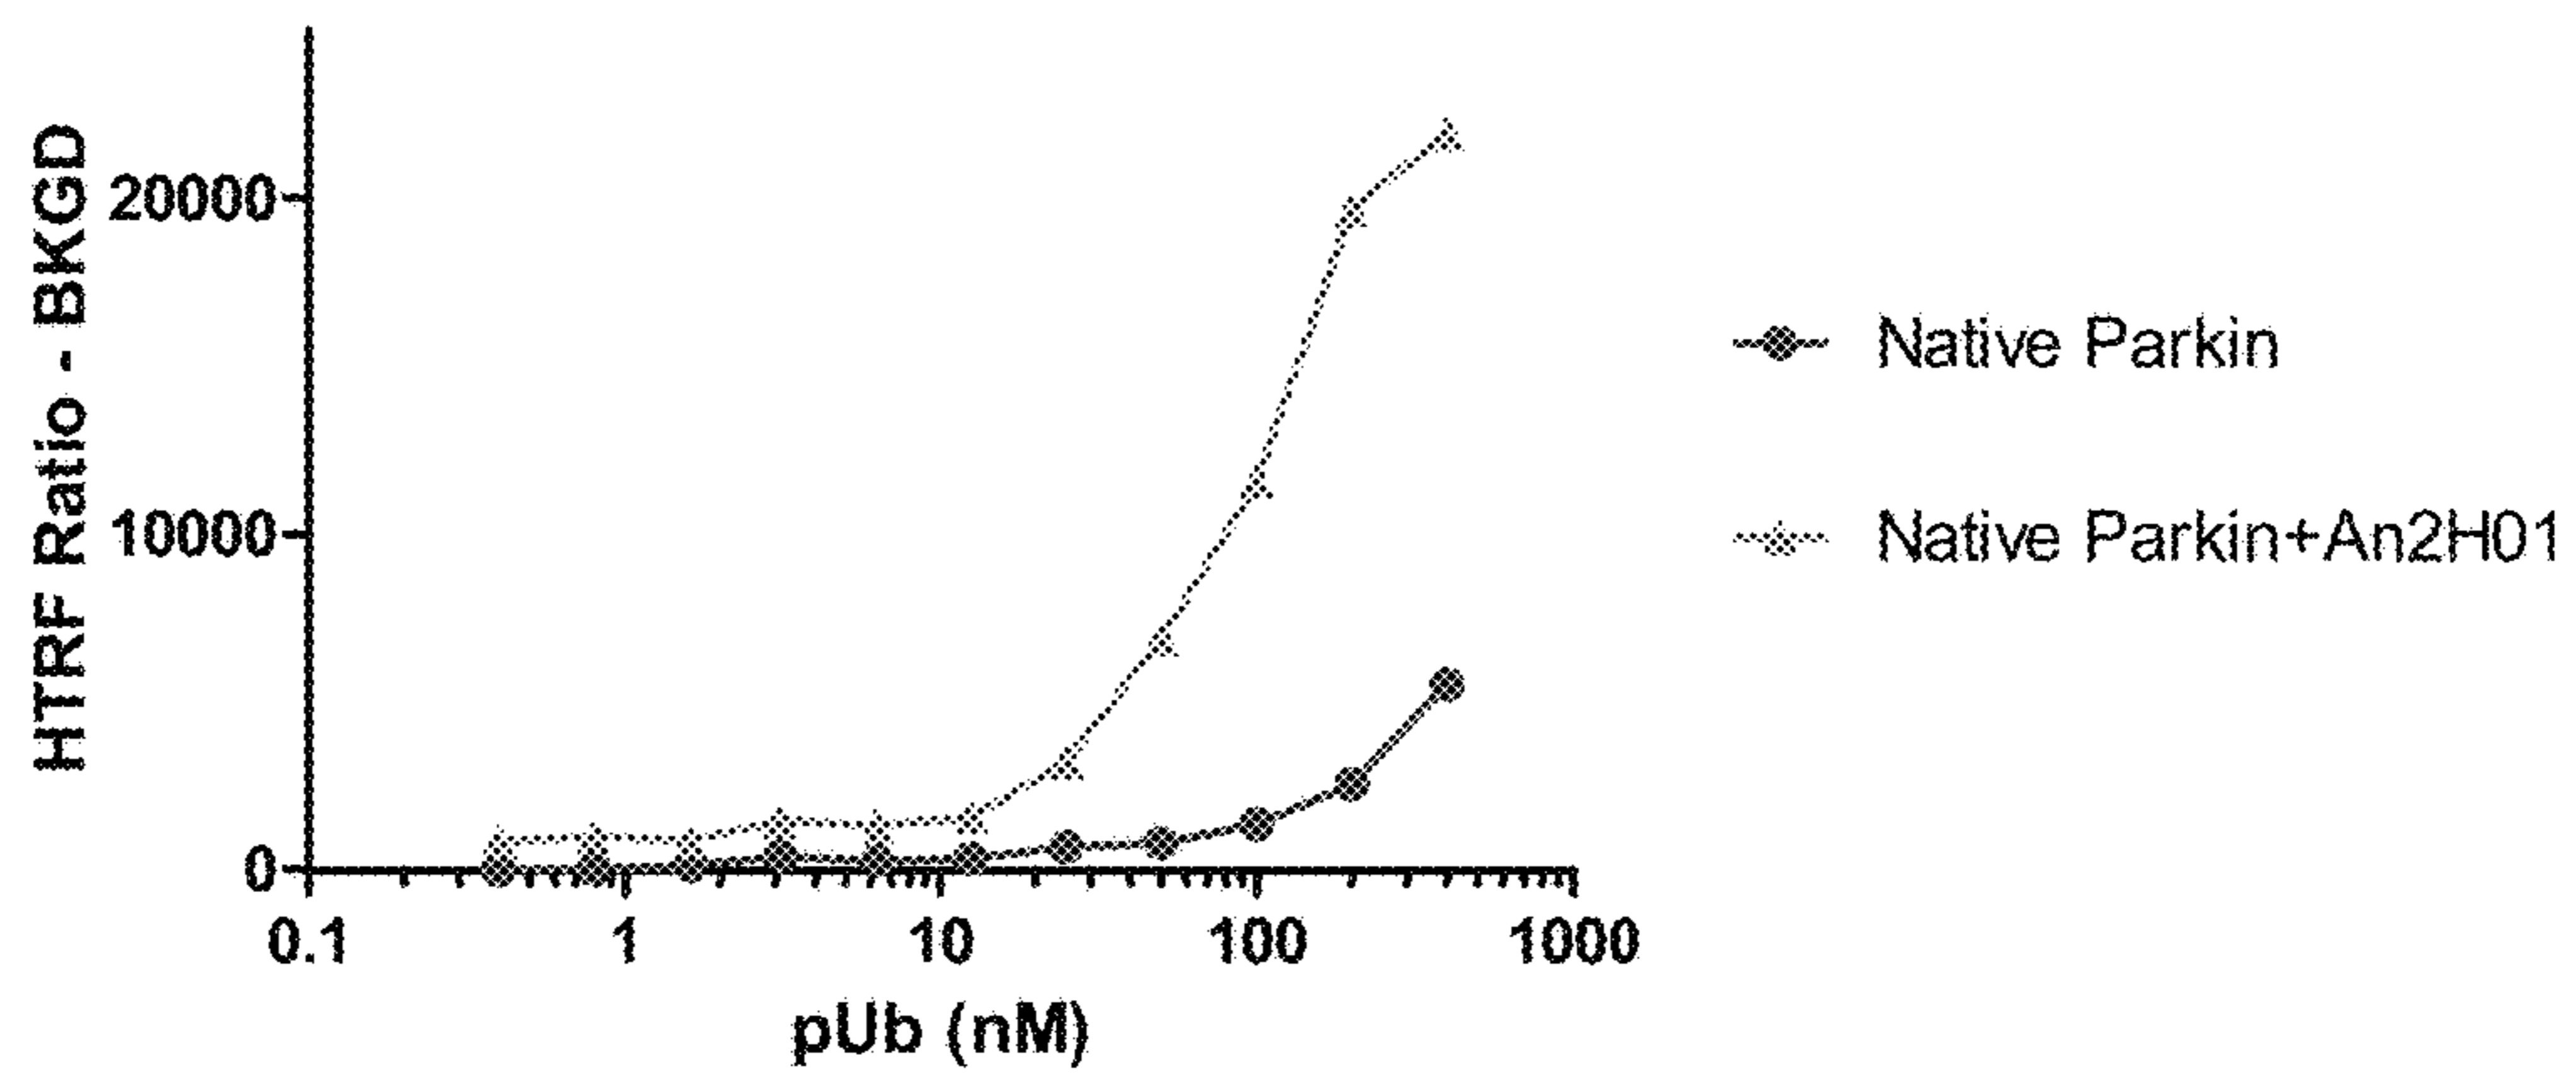 HTRF Ratio - BKGD
20000
10000
0
0.1 1 10 100 1000
pUb (nM)
Native Parkin
Native Parkin+An2H01